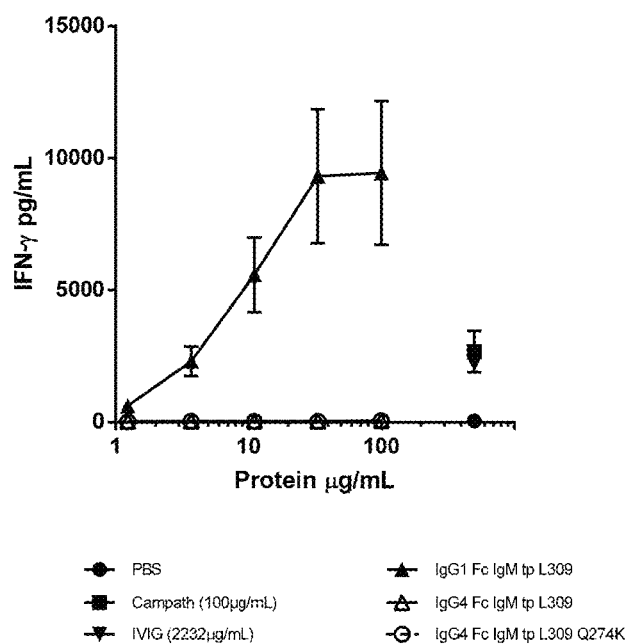 15000
10000
5000
0
IFN-γ pg/mL
1
10
100
Protein μg/mL
PBS
Campath (100μg/mL)
IVIG (2232μg/mL)
IgG1 Fc IgM tp L309
IgG4 Fc IgM tp L309
IgG4 Fc IgM tp L309 Q274K